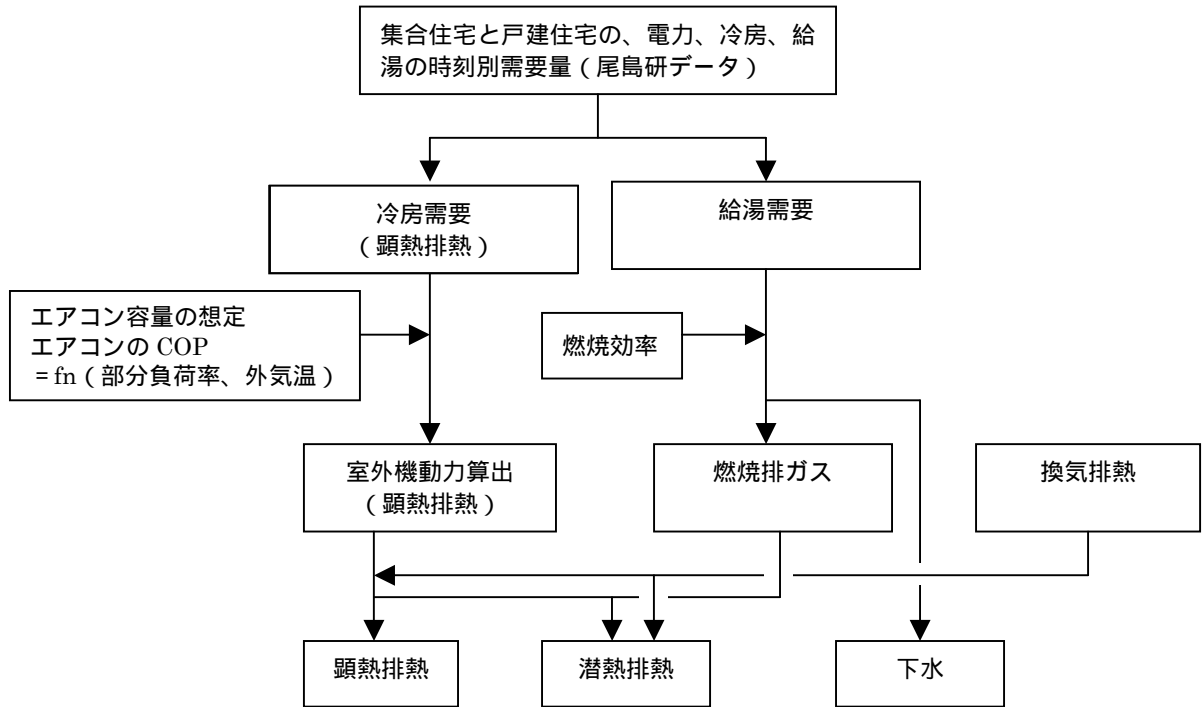 集合住宅と戸建住宅の、電力、冷房、給
湯の時刻別需要量（尾島研データ）
冷房需要
（顕熱排熱）
給湯需要
エアコン容量の想定
エアコンの COP
＝fn（部分負荷率、外気温）
燃焼効率
室外機動力算出
（顕熱排熱）
燃焼排ガス
換気排熱
顕熱排熱
潜熱排熱
下水